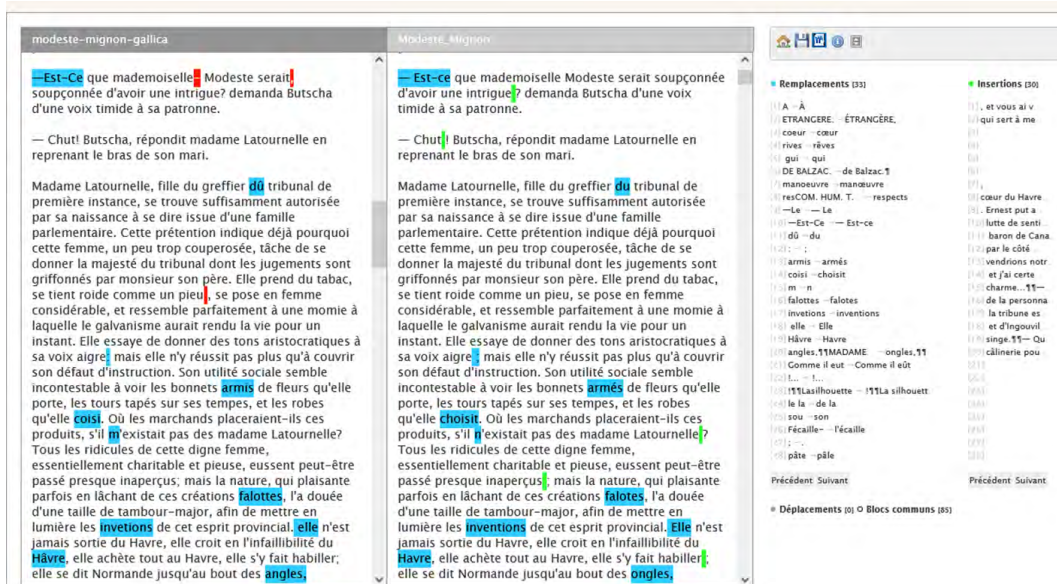 modeste-mignon-gallica
—Est-Ce que mademoiselle- Modeste serait,
soupçonnée d'avoir une intrigue? demanda Butscha
d'une voix timide à sa patronne.
— Chut! Butscha, répondit madame Latournelle en
reprenant le bras de son mari.
Madame Latournelle, fille du greffier dû tribunal de
première instance, se trouve suffisamment autorisée
par sa naissance à se dire issue d'une famille
parlementaire. Cette prétention indique déjà pourquoi
cette femme, un peu trop couperosée, tâche de se
donner la majesté du tribunal dont les jugements sont
griffonnés par monsieur son père. Elle prend du tabac,
se tient roide comme un pieu , se pose en femme
considérable, et ressemble parfaitement à une momie à
laquelle le galvanisme aurait rendu la vie pour un
instant. Elle essaye de donner des tons aristocratiques à
sa voix aigre: mais elle n'y réussit pas plus qu'à couvrir
son défaut d'instruction. Son utilité sociale semble
incontestable à voir les bonnets armis de fleurs qu'elle
porte, les tours tapés sur ses tempes, et les robes
qu'elle coisi. Où les marchands placeraient-ils ces
produits, s'il m'existait pas des madame Latournelle?
Tous les ridicules de cette digne femme,
essentiellement charitable et pieuse, eussent peut-être
passé presque inaperçus; mais la nature, qui plaisante
parfois en lâchant de ces créations falottes, l'a douée
d'une taille de tambour-major, afin de mettre en
lumière les invetions de cet esprit provincial. elle n'est
jamais sortie du Havre, elle croit en l'infaillibilité du
Hâvre, elle achète tout au Havre, elle s'y fait habiller;
elle se dit Normande jusqu'au bout des angles,
Modeste_Mignon
— Est-ce que mademoiselle Modeste serait soupçonnée
d'avoir une intrigue ? demanda Butscha d'une voix
timide à sa patronne.
— Chut ! Butscha, répondit madame Latournelle en
reprenant le bras de son mari.
Madame Latournelle, fille du greffier du tribunal de
première instance, se trouve suffisamment autorisée
par sa naissance à se dire issue d'une famille
parlementaire. Cette prétention indique déjà pourquoi
cette femme, un peu trop couperosée, tâche de se
donner la majesté du tribunal dont les jugements sont
griffonnés par monsieur son père. Elle prend du tabac,
se tient roide comme un pieu, se pose en femme
considérable, et ressemble parfaitement à une momie à
laquelle le galvanisme aurait rendu la vie pour un
instant. Elle essaye de donner des tons aristocratiques à
sa voix aigre ; mais elle n'y réussit pas plus qu'à couvrir
son défaut d'instruction. Son utilité sociale semble
incontestable à voir les bonnets armés de fleurs qu'elle
porte, les tours tapés sur ses tempes, et les robes
qu'elle choisit. Où les marchands placeraient-ils ces
produits, s'il n'existait pas des madame Latournelle ?
Tous les ridicules de cette digne femme,
essentiellement charitable et pieuse, eussent peut-être
passé presque inaperçus ; mais la nature, qui plaisante
parfois en lâchant de ces créations falotes, l'a douée
d'une taille de tambour-major, afin de mettre en
lumière les inventions de cet esprit provincial. Elle n'est
jamais sortie du Havre, elle croit en l'infaillibilité du
Havre, elle achète tout au Havre, elle s'y fait habiller ;
elle se dit Normande jusqu'au bout des ongles,
Remplacements [33]
A → À
ETRANGERE. → ÉTRANGÈRE,
coeur → cœur
rives → rêves
gui → qui
DE BALZAC. → de Balzac.¶
manoeuvre → manœuvre
resCOM. HUM. T. → respects
—Le → — Le
—Est-Ce → — Est-ce
dû → du
: → ;
armis → armés
coisi → choisit
m → n
falottes → falotes
invetions → inventions
elle → Elle
Hâvre → Havre
angles,¶¶MADAME → ongles,¶¶
Gomme il eut → Comme il eût
!... → !...
!¶¶Lasilhouette → !¶¶La silhouett
le la → de la
sou → son
Fécaille- → l'écaille
; → .
pâte → pâle
Précédent Suivant
Insertions [30]
, et vous ai v
qui sert à me
,
cœur du Havre
. Ernest put a
lutte de senti
baron de Cana
par le côté
vendrions notr
et j'ai certe
charme...¶¶—
de la personna
la tribune es
et d'Ingouvil
singe.¶¶— Qu
câlinerie pou
Précédent Suivant
Déplacements [0] Blocs communs [85]